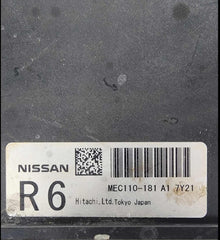 NISSAN
MEC110-181 A1 7Y21
R6
Hitachi,Ltd.Tokyo Japan